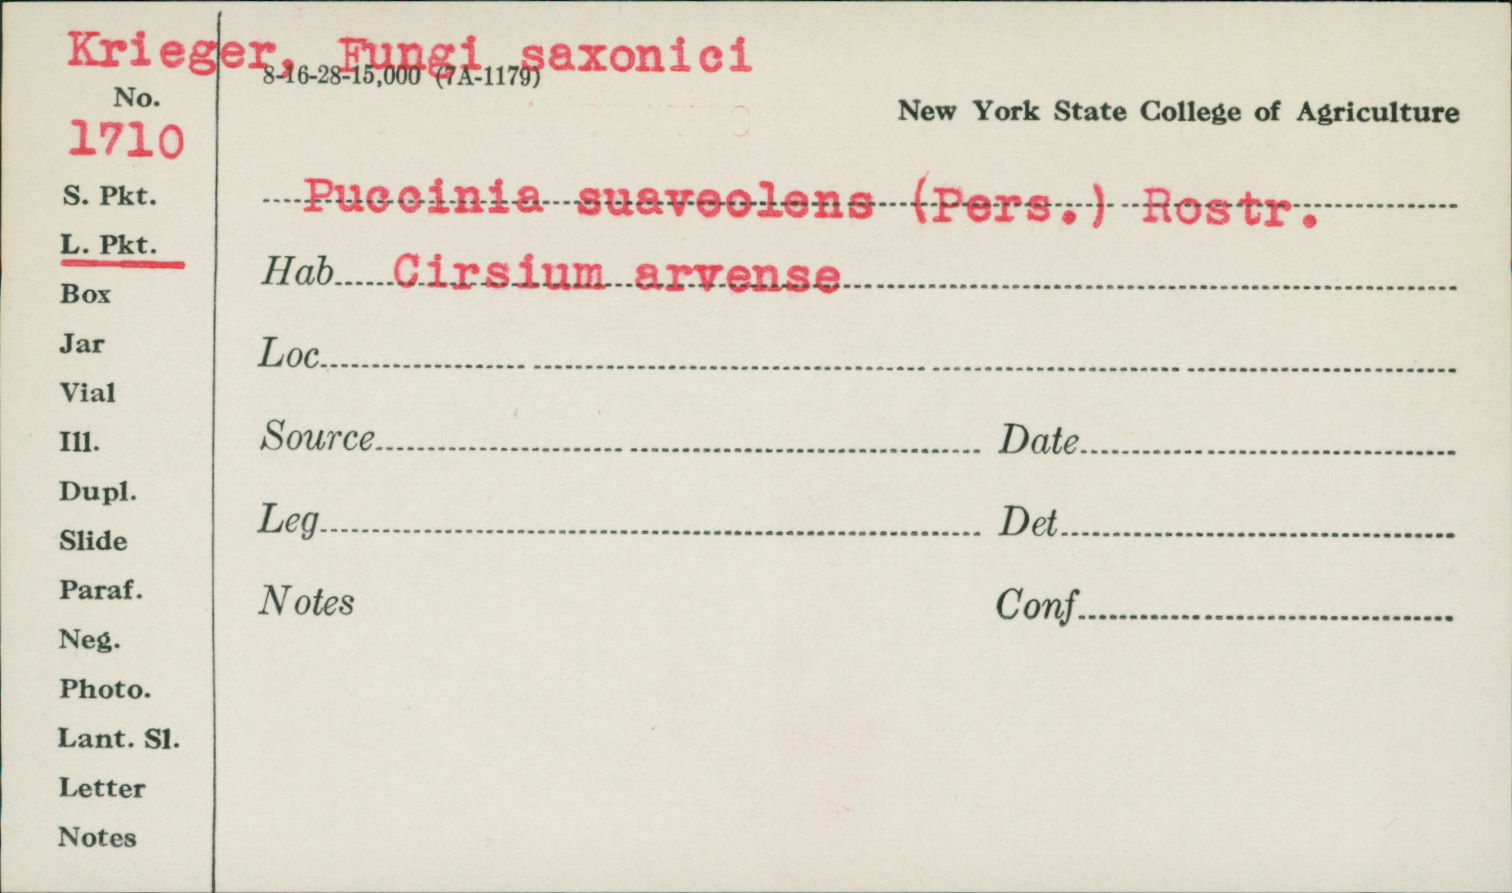 Krieger, Fungi saxonici
8-16-28-15,000 (7A-1179)
No.
New York State College of Agriculture
1710
S. Pkt.
Puccinia suaveolens (Pers.) Rostr.
L. Pkt.
Hab. Cirsium arvense
Box
Jar
Loc.
Vial
Ill.
Source Date
Dupl.
Slide
Leg Det
Paraf.
Notes Conf
Neg.
Photo.
Lant. Sl.
Letter
Notes